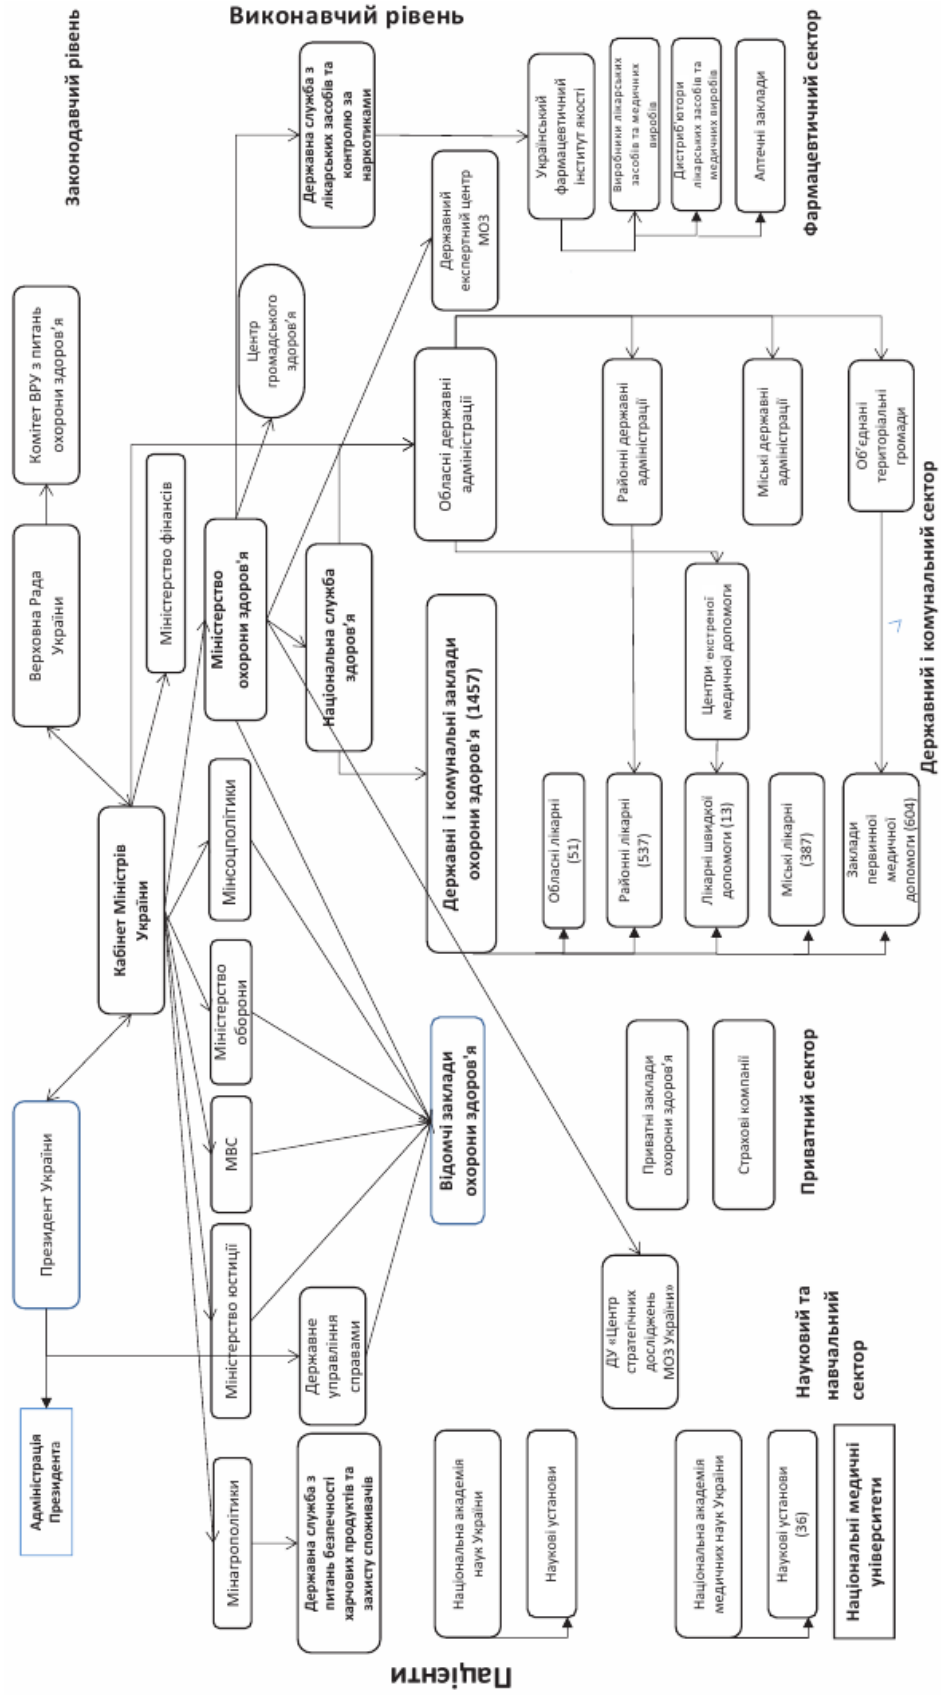 Законодавчий рівень
Виконавчий рівень
Адміністрація
Президента
Президент України
Верховна Рада
України
Комітет ВРУ з питань
охорони здоров'я
Кабінет Міністрів
України
Міністерство фінансів
Мінагрополітики
Міністерство юстиції
МВС
Міністерство
оборони
Мінсоцполітики
Міністерство
охорони здоров'я
Центр
громадського
здоров'я
Державна служба з
питань безпечності
харчових продуктів та
захисту споживачів
Державне
управління
справами
Національна служба
здоров'я
Державна служба з
лікарських засобів та
контролю за
наркотиками
Національна академія
наук України
Наукові установи
Відомчі заклади
охорони здоров'я
Державні і комунальні заклади
охорони здоров'я (1457)
Обласні державні
адміністрації
Державний
експертний центр
МОЗ
Український
фармацевтичний
інститут якості
Виробники лікарських
засобів та медичних
виробів
Дистриб'ютори
лікарських засобів та
медичних виробів
Аптечні заклади
Фармацевтичний сектор
Обласні лікарні
(51)
Районні лікарні
(537)
Лікарні швидкої
допомоги (13)
Міські лікарні
(387)
Заклади
первинної
медичної
допомоги (604)
Районні державні
адміністрації
Центри екстреної
медичної допомоги
Міські державні
адміністрації
Об'єднані
територіальні
громади
Державний і комунальний сектор
ДУ «Центр
стратегічних
досліджень
МОЗ України»
Приватні заклади
охорони здоров'я
Страхові компанії
Приватний сектор
Національна академія
медичних наук України
Наукові установи
(36)
Національні медичні
університети
Науковий та
навчальний
сектор
Пацієнти